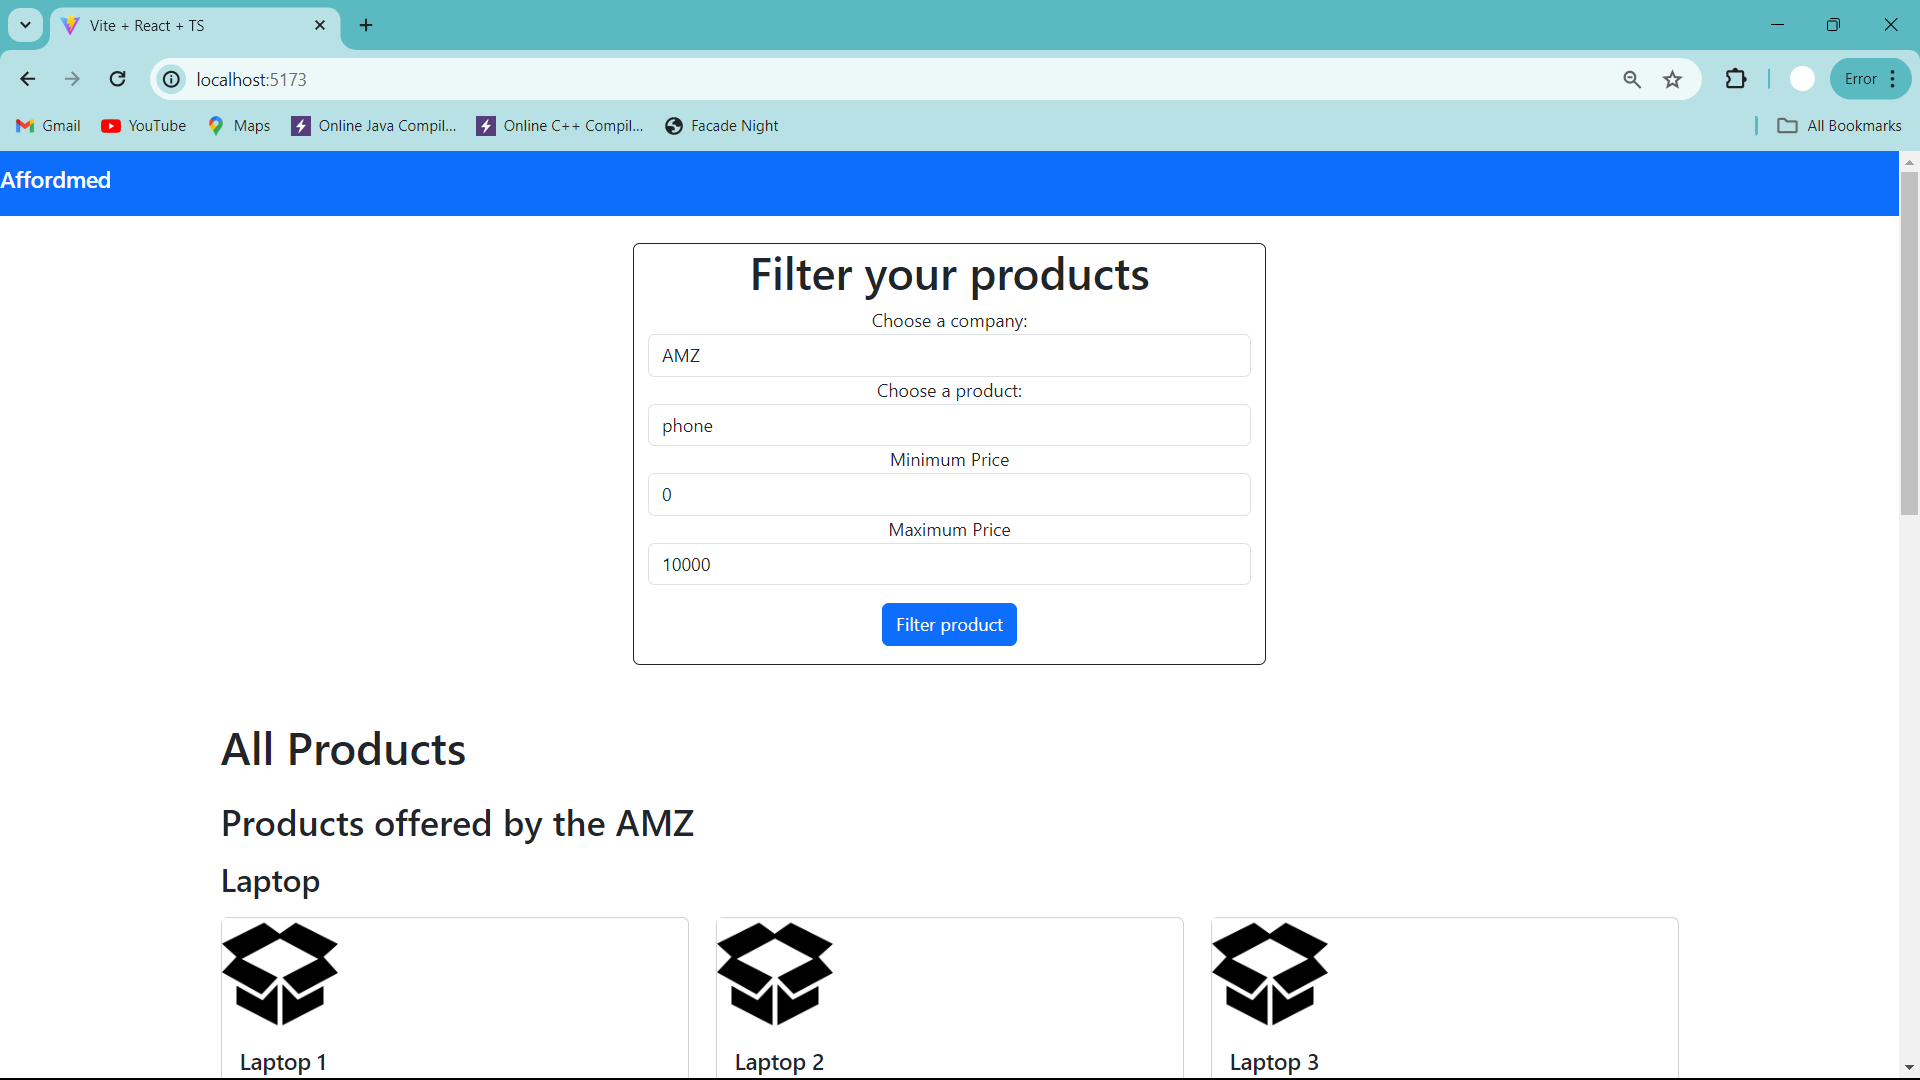 Vite + React + TS
localhost:5173
Error
Gmail
YouTube
Maps
Online Java Compil...
Online C++ Compil...
Facade Night
All Bookmarks
Affordmed
Filter your products
Choose a company:
AMZ
Choose a product:
phone
Minimum Price
0
Maximum Price
10000
Filter product
All Products
Products offered by the AMZ
Laptop
Laptop 1
Laptop 2
Laptop 3